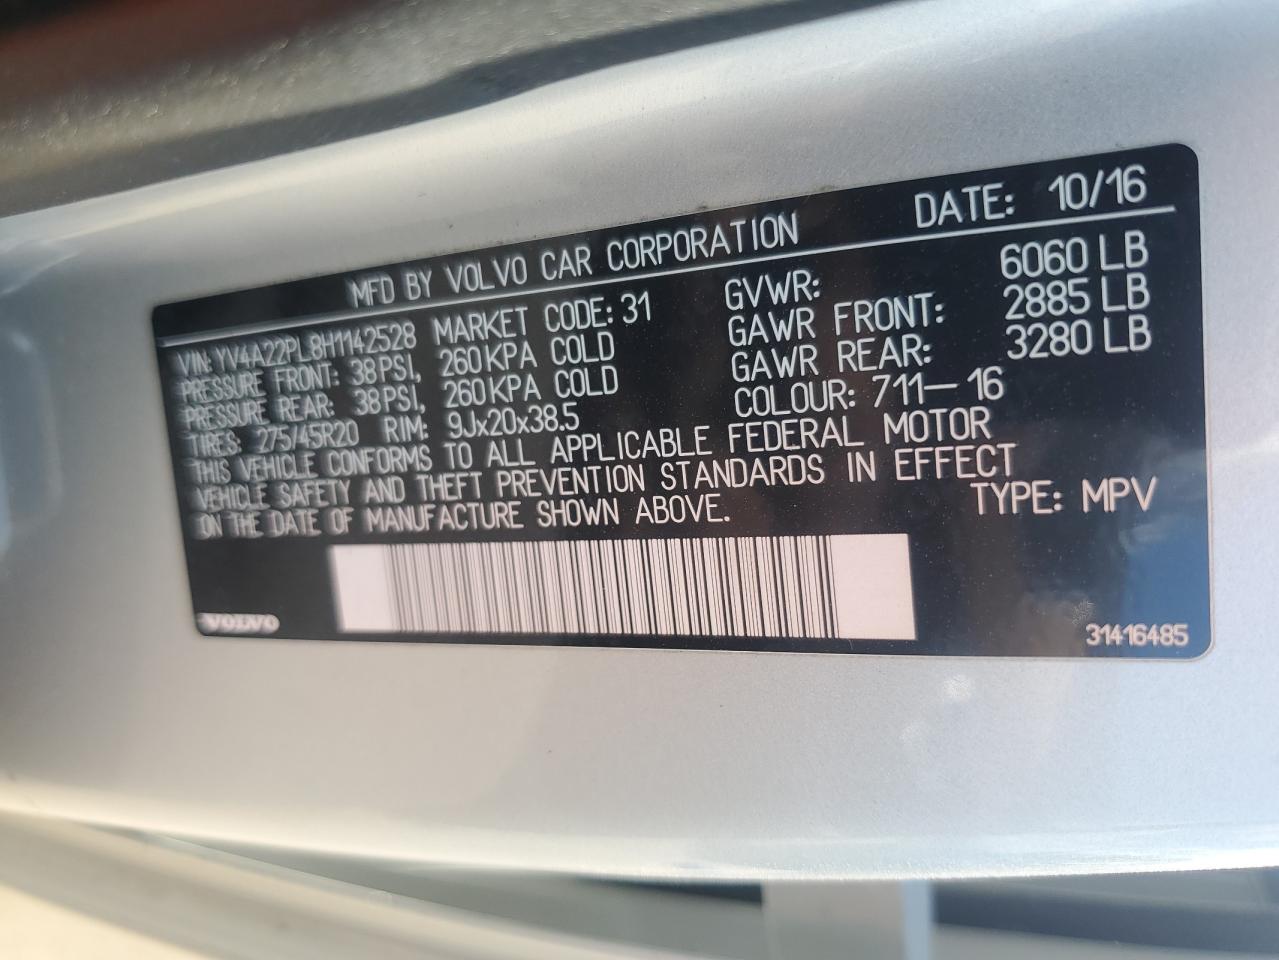 MFD BY VOLVO CAR CORPORATION DATE: 10/16
VIN: YV4A22PL8H1142528 MARKET CODE: 31 GVWR: 6060 LB
PRESSURE FRONT: 38 PSI, 260 KPA COLD GAWR FRONT: 2885 LB
PRESSURE REAR: 38 PSI, 260 KPA COLD GAWR REAR: 3280 LB
TIRES: 275/45R20 RIM: 9Jx20x38.5 COLOUR: 711-16
THIS VEHICLE CONFORMS TO ALL APPLICABLE FEDERAL MOTOR
VEHICLE SAFETY AND THEFT PREVENTION STANDARDS IN EFFECT
ON THE DATE OF MANUFACTURE SHOWN ABOVE. TYPE: MPV
VOLVO 31416485